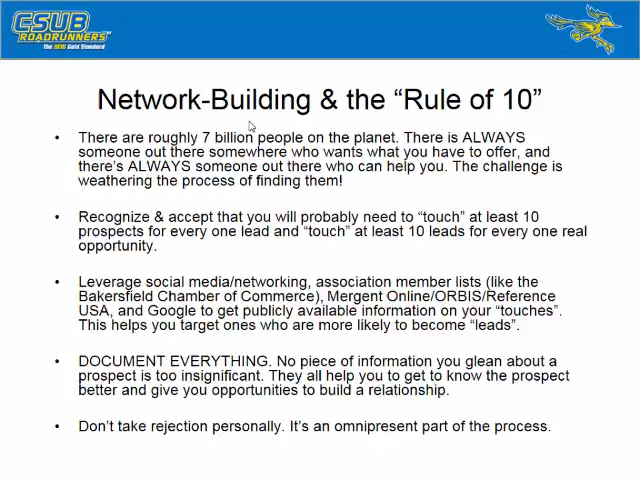 CSUB
ROADRUNNERS
The NEW Gold Standard
Network-Building & the “Rule of 10”
• There are roughly 7 billion people on the planet. There is ALWAYS
someone out there somewhere who wants what you have to offer, and
there’s ALWAYS someone out there who can help you. The challenge is
weathering the process of finding them!
• Recognize & accept that you will probably need to “touch” at least 10
prospects for every one lead and “touch” at least 10 leads for every one real
opportunity.
• Leverage social media/networking, association member lists (like the
Bakersfield Chamber of Commerce), Mergent Online/ORBIS/Reference
USA, and Google to get publicly available information on your “touches”.
This helps you target ones who are more likely to become “leads”.
• DOCUMENT EVERYTHING. No piece of information you glean about a
prospect is too insignificant. They all help you to get to know the prospect
better and give you opportunities to build a relationship.
• Don’t take rejection personally. It’s an omnipresent part of the process.